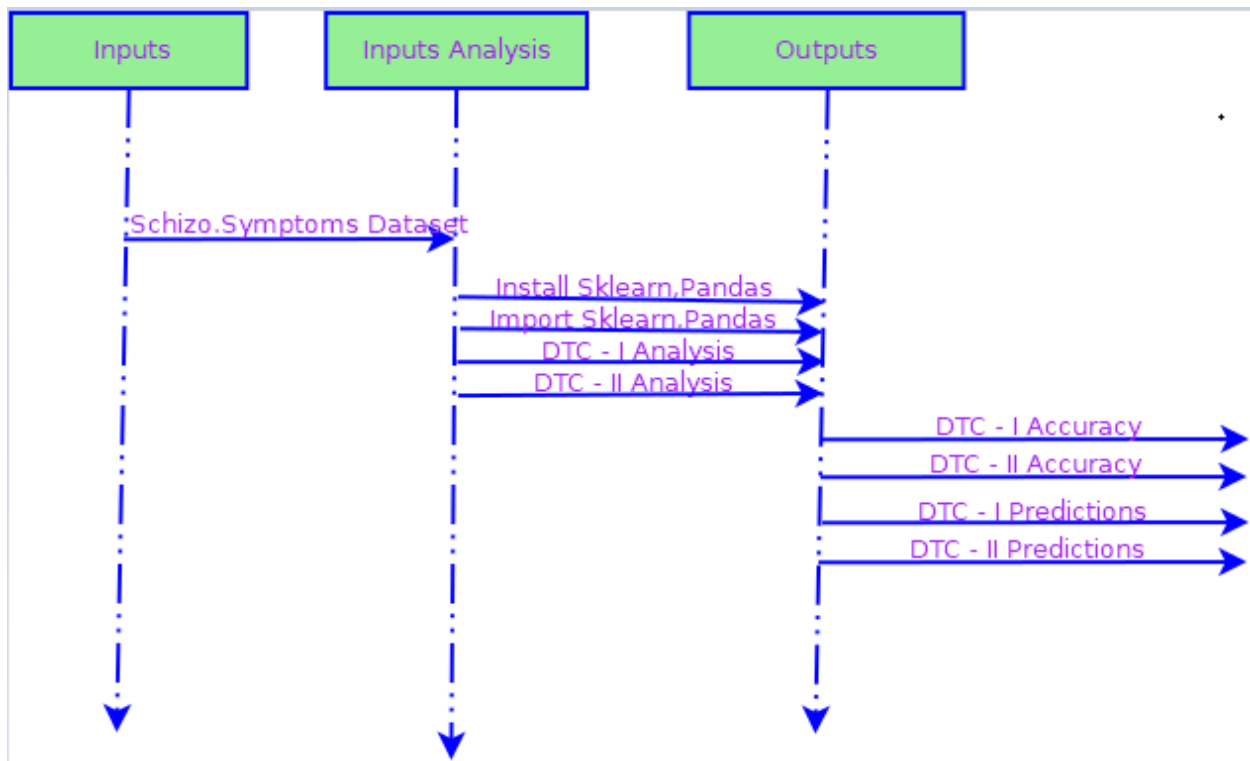 Inputs
Inputs Analysis
Outputs
Schizo.Symptoms Dataset
Install Sklearn,Pandas
Import Sklearn,Pandas
DTC - I Analysis
DTC - II Analysis
DTC - I Accuracy
DTC - II Accuracy
DTC - I Predictions
DTC - II Predictions